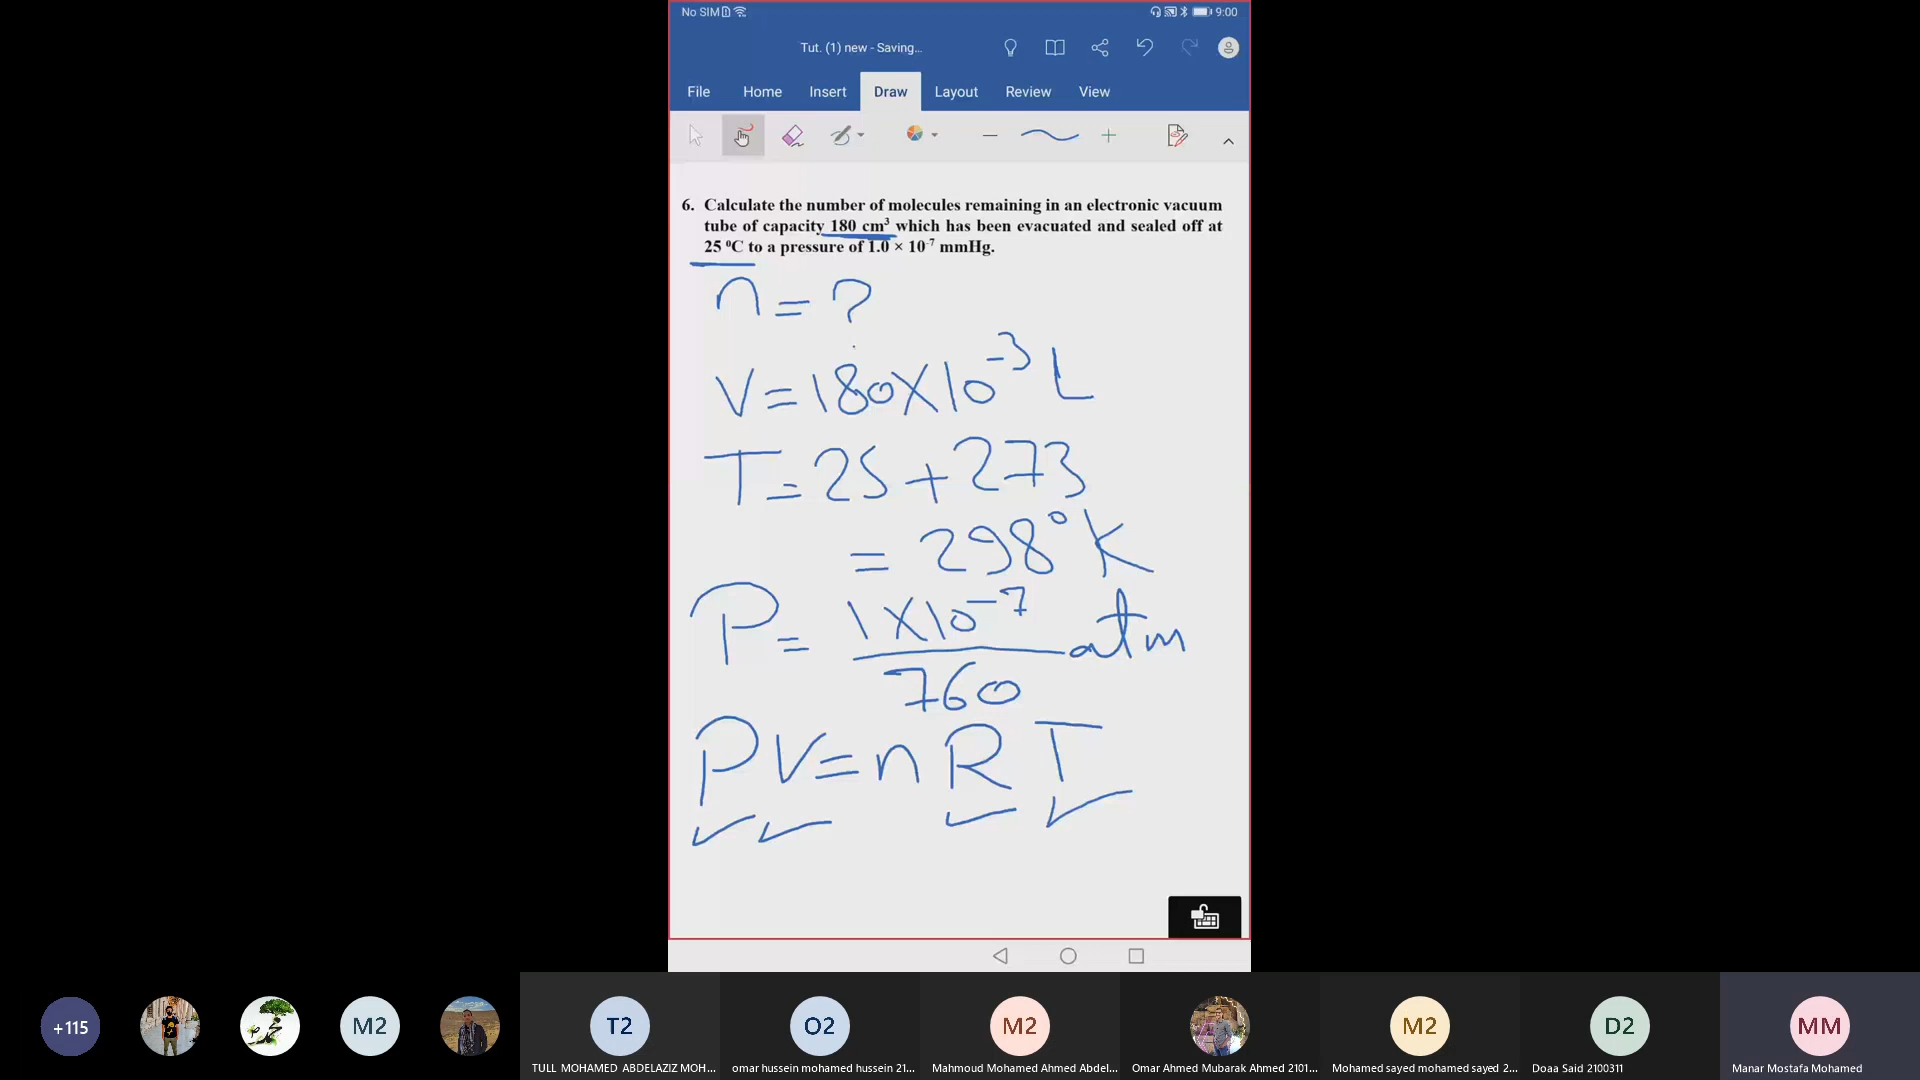 No SIM 9:00
Tut. (1) new - Saving...
File Home Insert Draw Layout Review View
6. Calculate the number of molecules remaining in an electronic vacuum
tube of capacity 180 cm³ which has been evacuated and sealed off at
25 ⁰C to a pressure of 1.0 × 10⁻⁷ mmHg.
n = ?
V = 180 X 10⁻³ L
T = 25 + 273
= 298°K
P = 1 X 10⁻⁷ atm
760
PV = nRT
+115 M2 T2 O2 M2 M2 D2 MM
TULL MOHAMED ABDELAZIZ MOH... omar hussein mohamed hussein 21... Mahmoud Mohamed Ahmed Abdel... Omar Ahmed Mubarak Ahmed 2101... Mohamed sayed mohamed sayed 2... Doaa Said 2100311 Manar Mostafa Mohamed